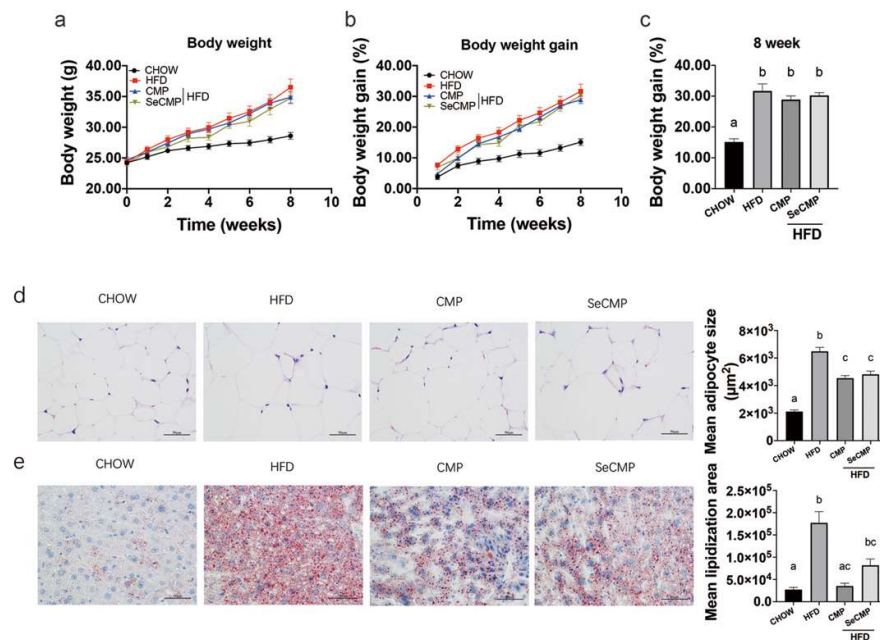 a
Body weight
Body weight (g)
40.00
35.00
30.00
25.00
20.00
CHOW
HFD
CMP
SeCMP
HFD
0 2 4 6 8 10
Time (weeks)
b
Body weight gain
Body weight gain (%)
40.00
30.00
20.00
10.00
0.00
CHOW
HFD
CMP
SeCMP
HFD
0 2 4 6 8 10
Time (weeks)
c
8 week
Body weight gain (%)
40.00
30.00
20.00
10.00
0.00
a b b b
CHOW HFD CMP SeCMP
HFD
d
CHOW HFD CMP SeCMP
Mean adipocyte size
(μm²)
8×10³
6×10³
4×10³
2×10³
0
a b c c
CHOW HFD CMP SeCMP
HFD
e
CHOW HFD CMP SeCMP
Mean lipidization area
2.5×10⁵
2.0×10⁵
1.5×10⁵
1.0×10⁵
5.0×10⁴
0.0
a b ac bc
CHOW HFD CMP SeCMP
HFD